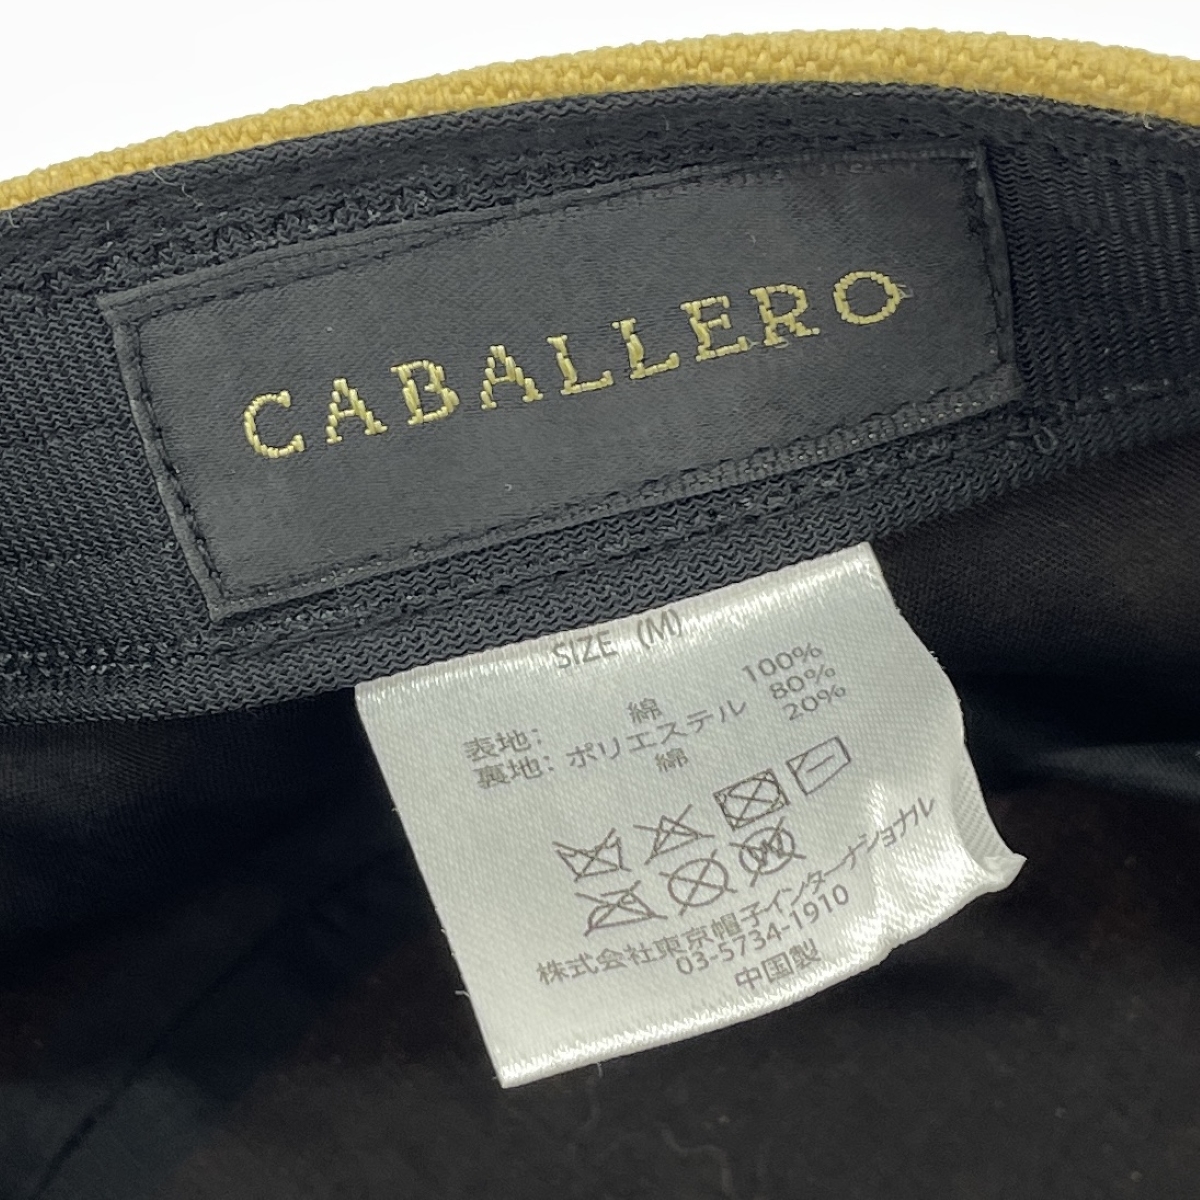 CABALLERO
SIZE (M)
表地: 綿 100%
裏地: ポリエステル 80%
綿 20%
株式会社東京帽子インターナショナル
03-5734-1910
中国製